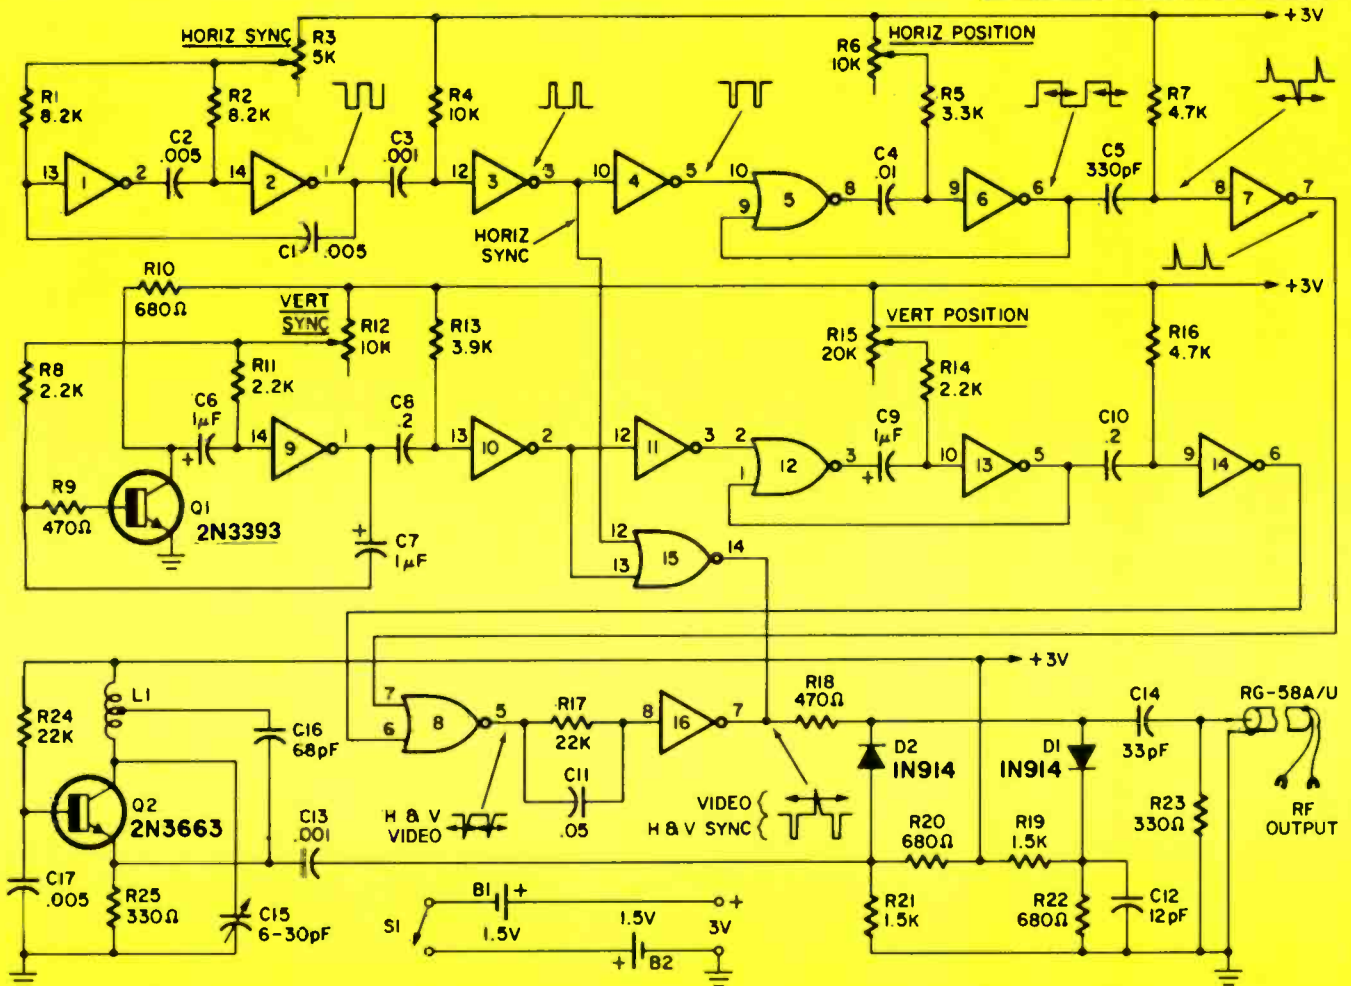 HORIZ SYNC
R3
5K
R6
10K
HORIZ POSITION
+3V
R1
8.2K
R2
8.2K
R4
10K
R5
3.3K
R7
4.7K
C2
.005
C3
.001
C4
.01
C5
330pF
13 1 2
14 2 1
12 3 3
10 4 5
10 9 5 8
9 6 6
8 7 7
C1 .005
HORIZ
SYNC
R10
680Ω
VERT
SYNC
R12
10K
R13
3.9K
VERT POSITION
R15
20K
R16
4.7K
+3V
R8
2.2K
R11
2.2K
R14
2.2K
C6
1µF
+
C8
.2
C9
1µF
+
C10
.2
14 9 1
13 10 2
12 11 3
2 1 12 3
10 13 5
9 14 6
R9
470Ω
Q1
2N3393
+
C7
1µF
12 13 15 14
+3V
L1
R24
22K
C16
68pF
Q2
2N3663
C13
.001
C17
.005
R25
330Ω
C15
6-30pF
7 6 8 5
R17
22K
C11
.05
8 16 7
R18
470Ω
H & V
VIDEO
VIDEO
H & V SYNC
D2
1N914
D1
1N914
C14
33pF
RG-58A/U
R23
330Ω
RF
OUTPUT
R20
680Ω
R19
1.5K
R21
1.5K
R22
680Ω
C12
12pF
S1
B1 +
1.5V
1.5V
+ B2
+
3V